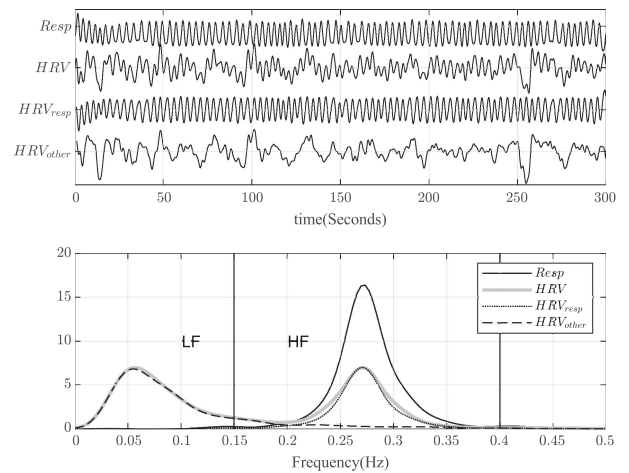 Resp
HRV
HRVresp
HRVother
0 50 100 150 200 250 300
time(Seconds)
20
15
10
5
0
LF
HF
Resp
HRV
HRVresp
HRVother
0 0.05 0.1 0.15 0.2 0.25 0.3 0.35 0.4 0.45 0.5
Frequency(Hz)